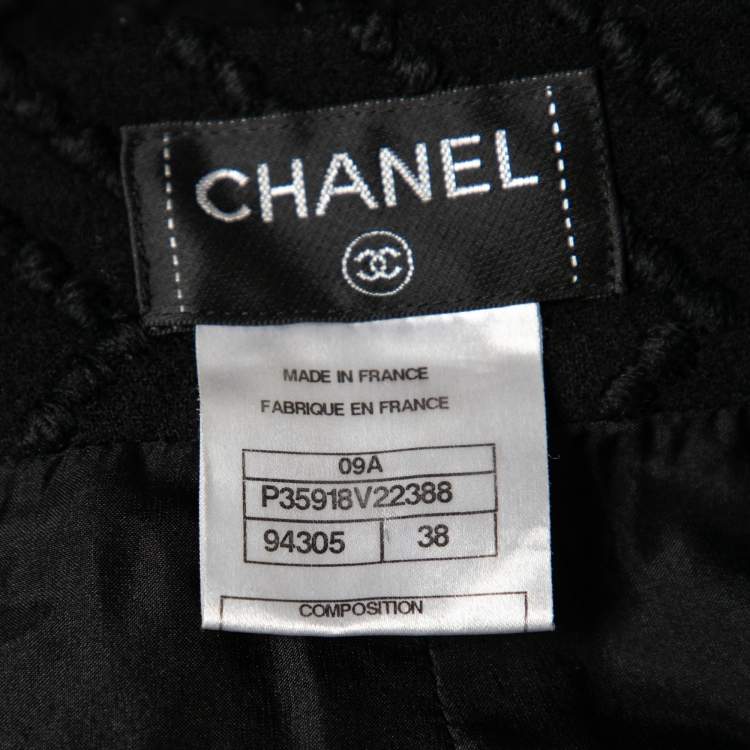 CHANEL
MADE IN FRANCE
FABRIQUE EN FRANCE
09A
P35918V22388
94305 38
COMPOSITION